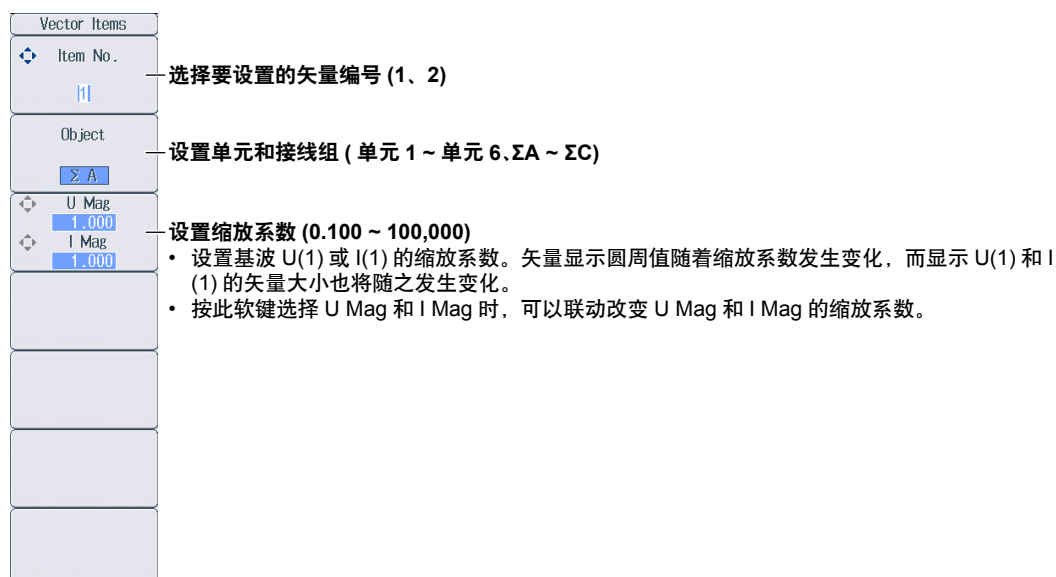 Vector Items
Item No.
1
选择要设置的矢量编号 (1、2)
Object
Σ A
设置单元和接线组 ( 单元 1 ~ 单元 6、ΣA ~ ΣC)
U Mag
1.000
I Mag
1.000
设置缩放系数 (0.100 ~ 100,000)
• 设置基波 U(1) 或 I(1) 的缩放系数。矢量显示圆周值随着缩放系数发生变化，而显示 U(1) 和 I
(1) 的矢量大小也将随之发生变化。
• 按此软键选择 U Mag 和 I Mag 时，可以联动改变 U Mag 和 I Mag 的缩放系数。